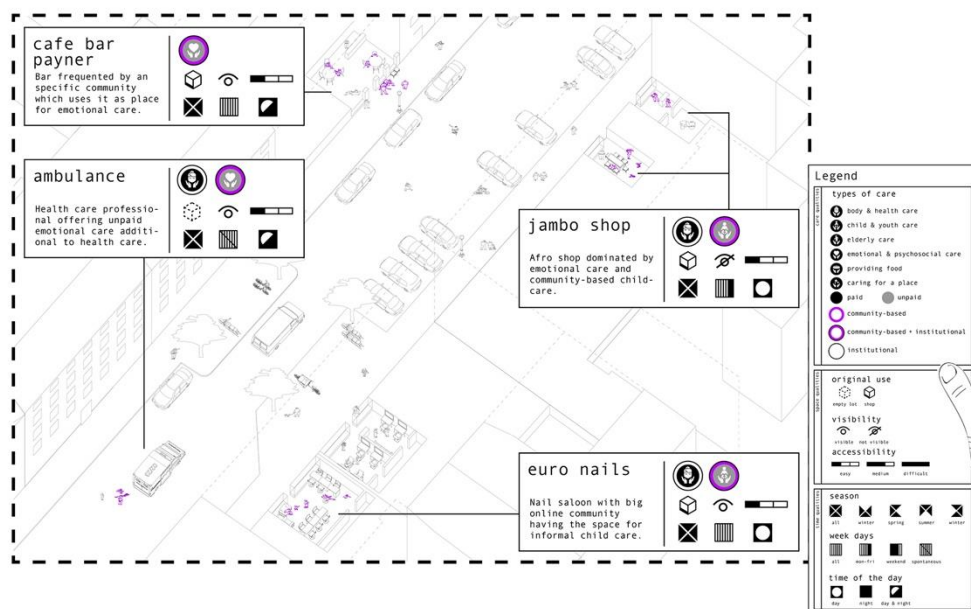 cafe bar
payner
Bar frequented by an
specific community
which uses it as place
for emotional care.
ambulance
Health care professio-
nal offering unpaid
emotional care additi-
onal to health care.
jambo shop
Afro shop dominated by
emotional care and
community-based child-
care.
euro nails
Nail saloon with big
online community
having the space for
informal child care.
Legend
care qualities
types of care
body & health care
child & youth care
elderly care
emotional & psychosocial care
providing food
caring for a place
paid unpaid
community-based
community-based + institutional
institutional
space qualities
original use
empty lot shop
visibility
visible not visible
accessibility
easy medium difficult
time qualities
season
all winter spring summer winter
week days
all mon-fri weekend spontaneous
time of the day
day night day & night